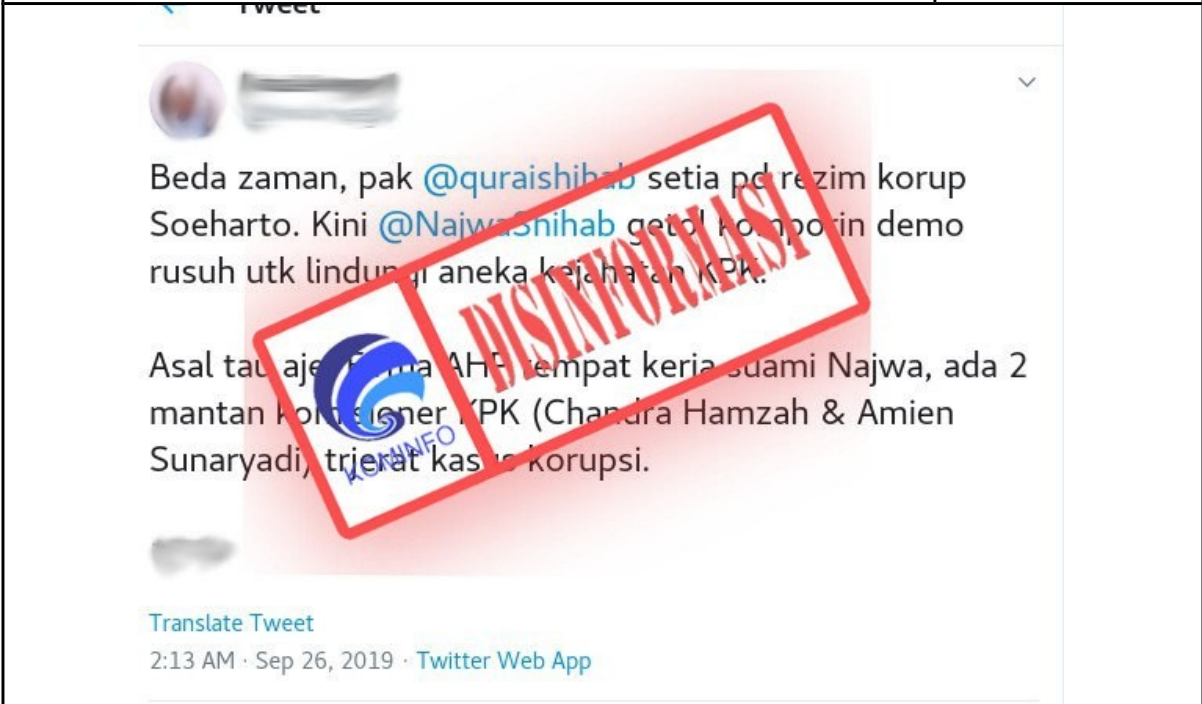 Tweet
Beda zaman, pak @quraishihab setia pd rezim korup
Soeharto. Kini @NajwaShihab getol komporin demo
rusuh utk lindungi aneka kejahatan KPK.
Asal tau aje, Firma AHP tempat kerja suami Najwa, ada 2
mantan komisioner KPK (Chandra Hamzah & Amien
Sunaryadi) trjerat kasus korupsi.
DISINFORMASI
KOMINFO
Translate Tweet
2:13 AM · Sep 26, 2019 · Twitter Web App